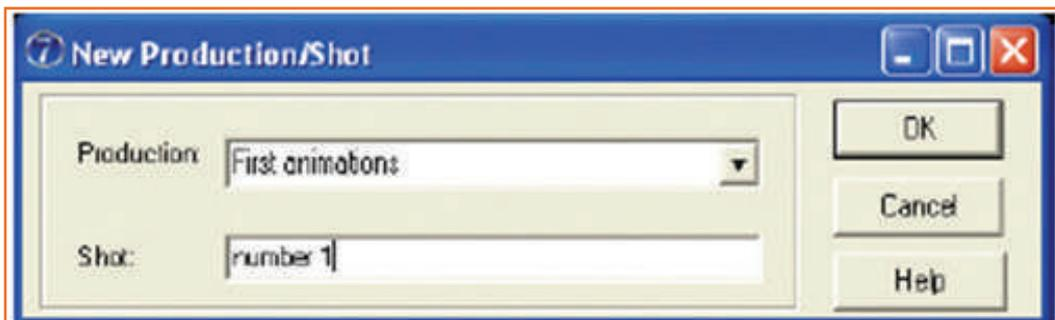 New Production/Shot
Production:
First animations
Shot:
number 1
OK
Cancel
Help